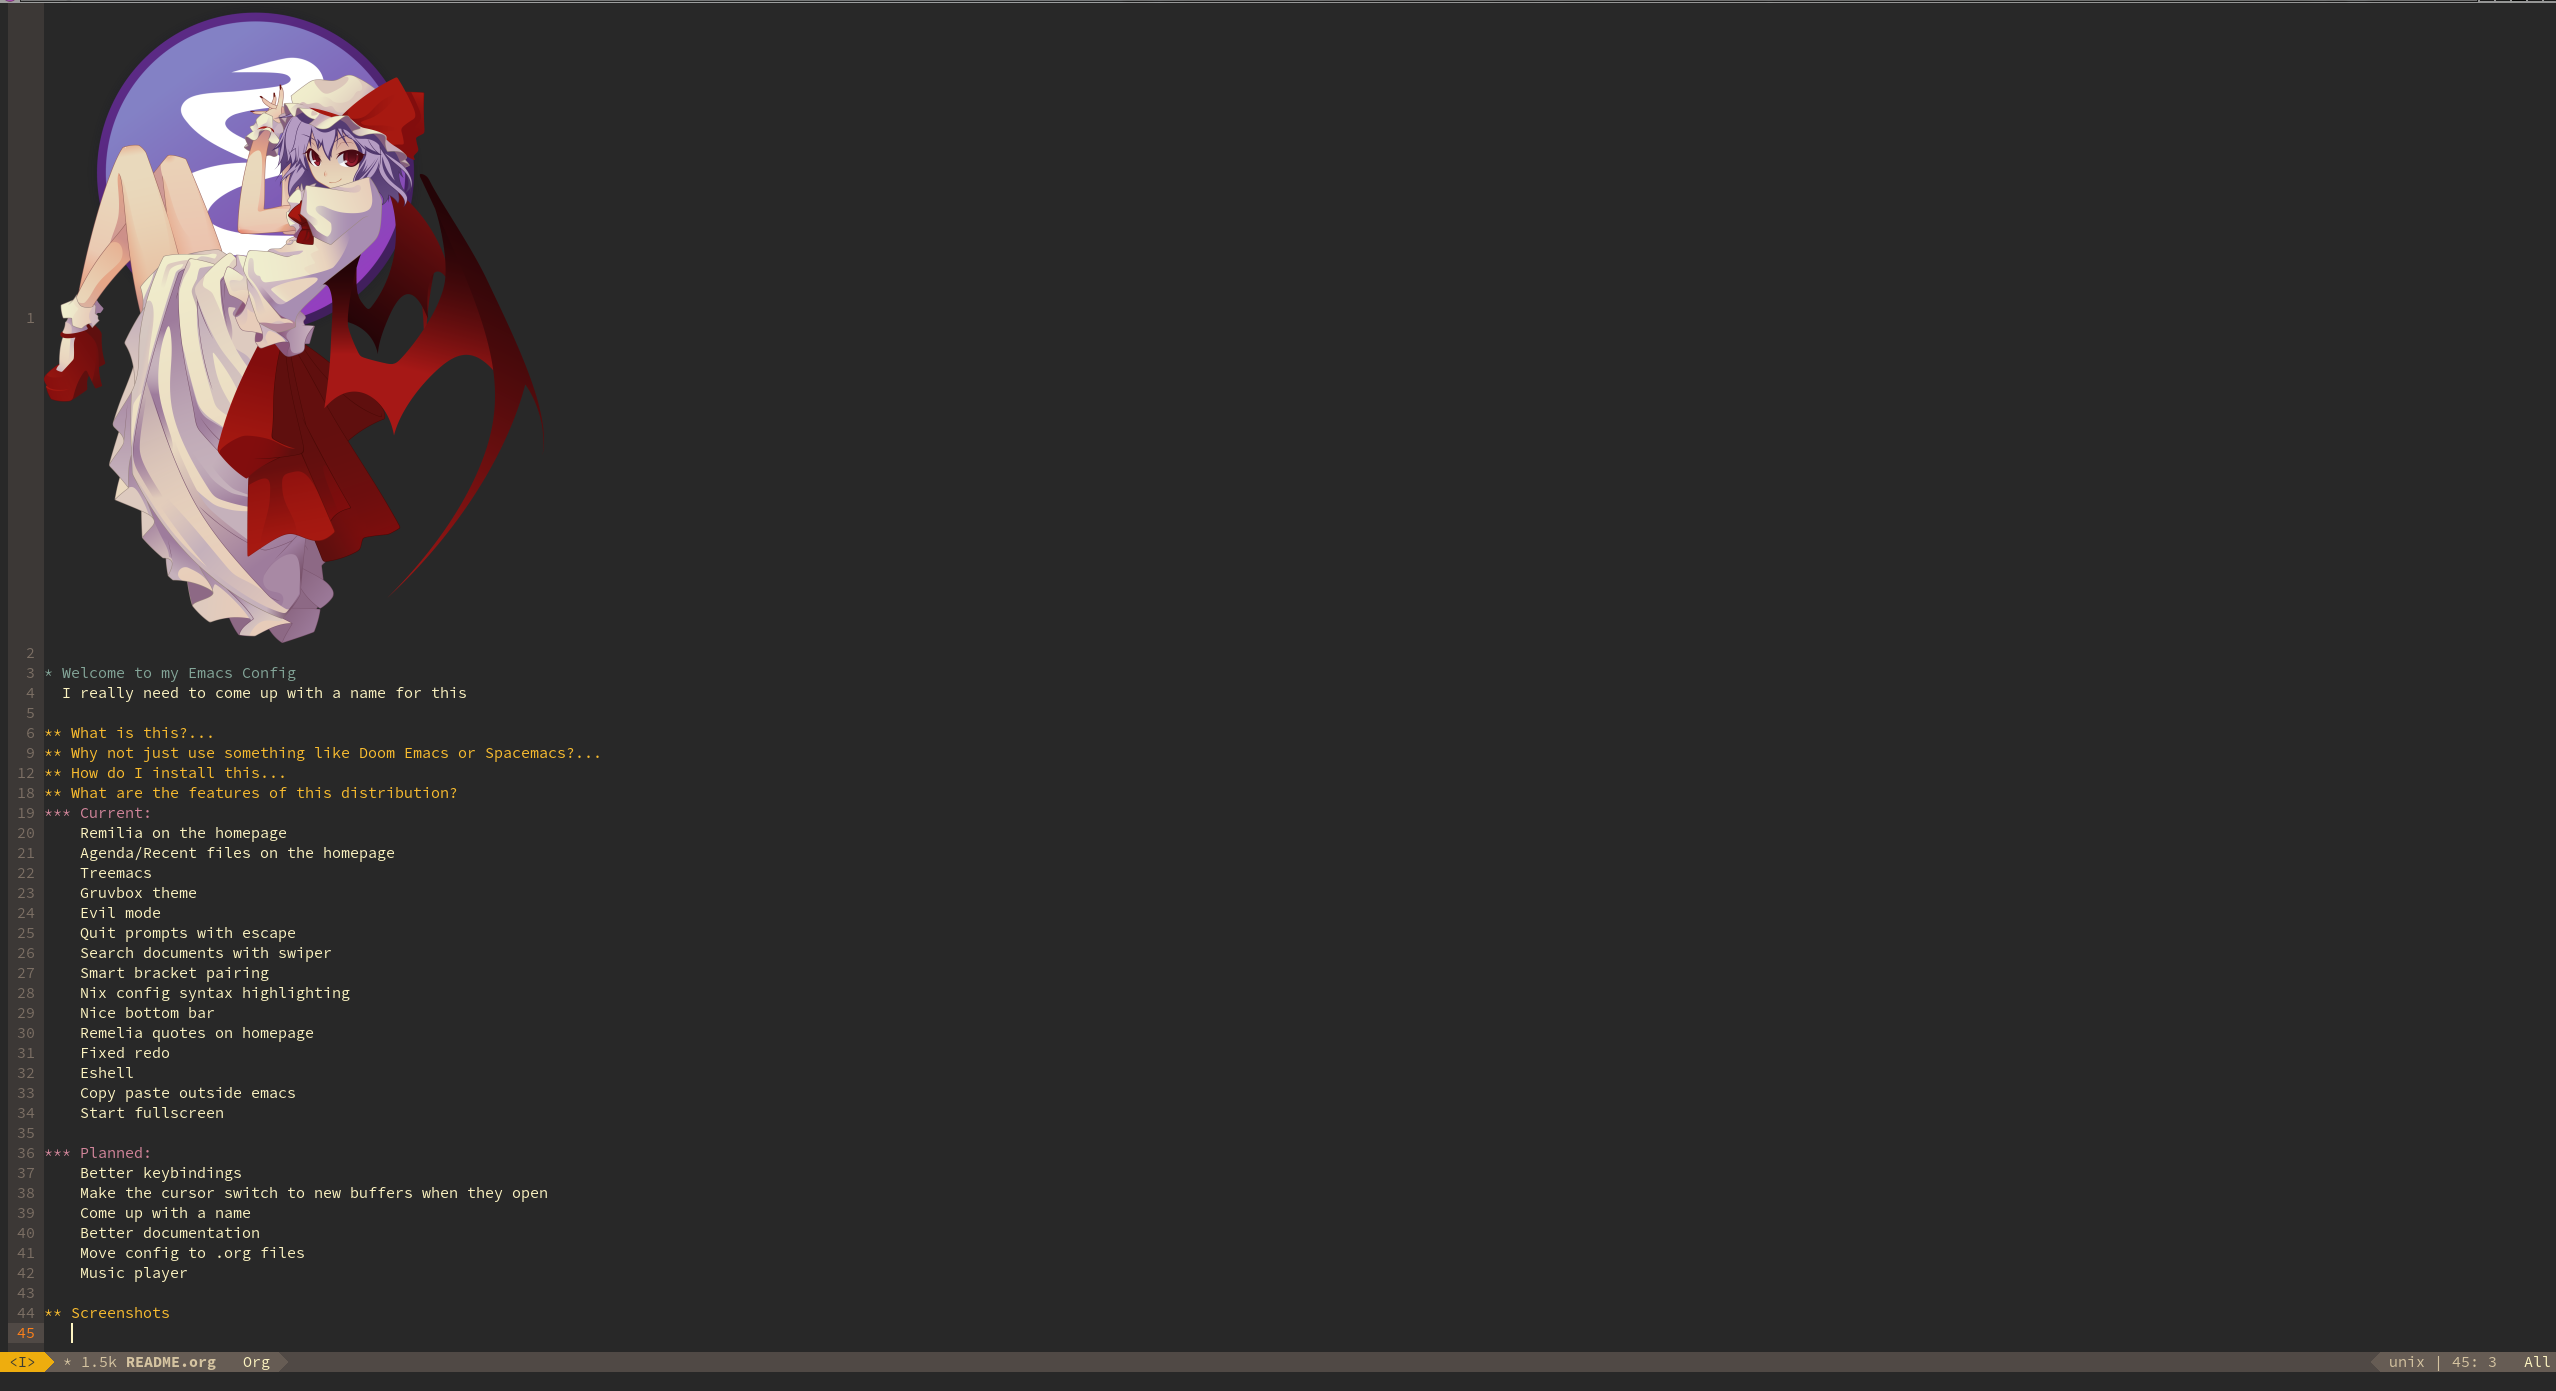 1
2
3 * Welcome to my Emacs Config
4 I really need to come up with a name for this
5
6 ** What is this?...
9 ** Why not just use something like Doom Emacs or Spacemacs?...
12 ** How do I install this...
18 ** What are the features of this distribution?
19 *** Current:
20 Remilia on the homepage
21 Agenda/Recent files on the homepage
22 Treemacs
23 Gruvbox theme
24 Evil mode
25 Quit prompts with escape
26 Search documents with swiper
27 Smart bracket pairing
28 Nix config syntax highlighting
29 Nice bottom bar
30 Remelia quotes on homepage
31 Fixed redo
32 Eshell
33 Copy paste outside emacs
34 Start fullscreen
35
36 *** Planned:
37 Better keybindings
38 Make the cursor switch to new buffers when they open
39 Come up with a name
40 Better documentation
41 Move config to .org files
42 Music player
43
44 ** Screenshots
45
<I> * 1.5k README.org Org unix | 45: 3 All